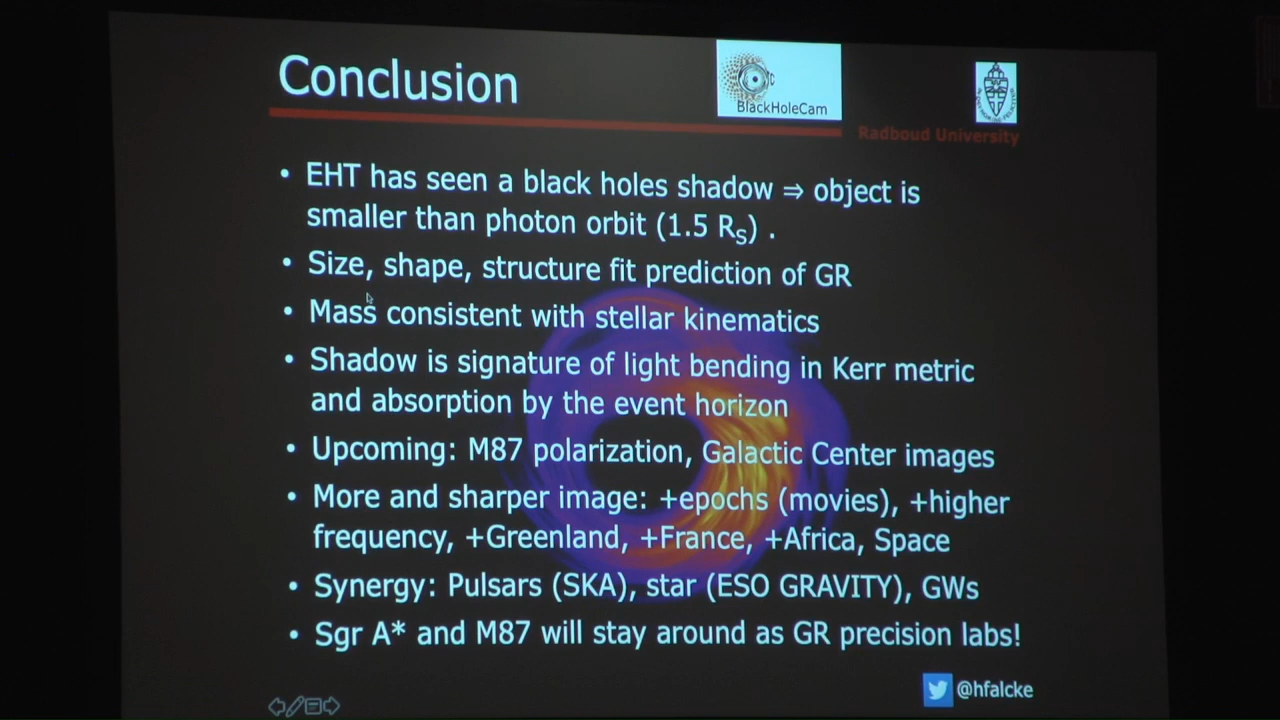 Conclusion
BlackHoleCam
Radboud University
• EHT has seen a black holes shadow ⇒ object is
smaller than photon orbit (1.5 RS) .
• Size, shape, structure fit prediction of GR
• Mass consistent with stellar kinematics
• Shadow is signature of light bending in Kerr metric
and absorption by the event horizon
• Upcoming: M87 polarization, Galactic Center images
• More and sharper image: +epochs (movies), +higher
frequency, +Greenland, +France, +Africa, Space
• Synergy: Pulsars (SKA), star (ESO GRAVITY), GWs
• Sgr A* and M87 will stay around as GR precision labs!
@hfalcke